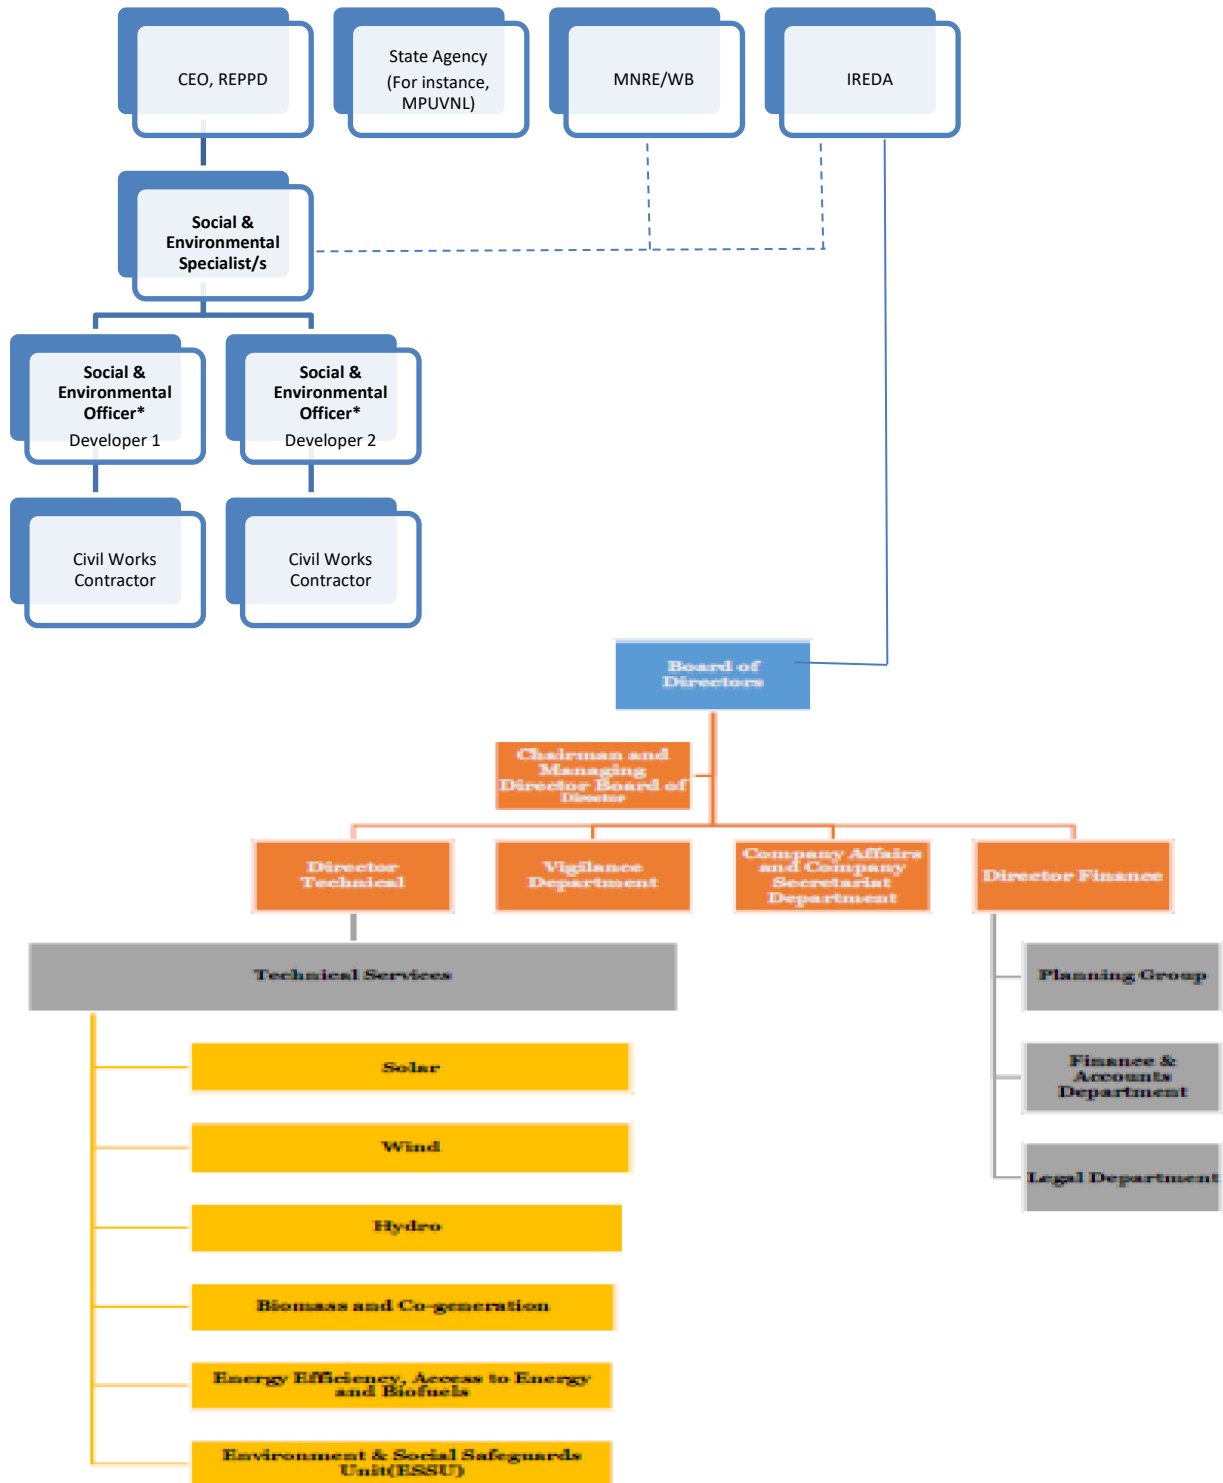 CEO, REPPD
State Agency
(For instance,
MPUVNL)
MNRE/WB
IREDA
Social &
Environmental
Specialist/s
Social &
Environmental
Officer*
Developer 1
Social &
Environmental
Officer*
Developer 2
Civil Works
Contractor
Civil Works
Contractor
Board of
Directors
Chairman and
Managing
Director Board of
Director
Director
Technical
Vigilance
Department
Company Affairs
and Company
Secretariat
Department
Director Finance
Technical Services
Planning Group
Finance &
Accounts
Department
Legal Department
Solar
Wind
Hydro
Biomass and Co-generation
Energy Efficiency, Access to Energy
and Biofuels
Environment & Social Safeguards
Unit(ESSU)